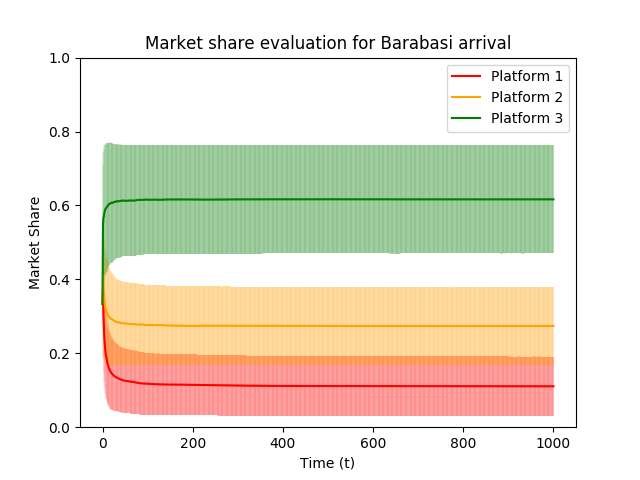 Market share evaluation for Barabasi arrival
Platform 1
Platform 2
Platform 3
Market Share
1.0
0.8
0.6
0.4
0.2
0.0
0
200
400
600
800
1000
Time (t)